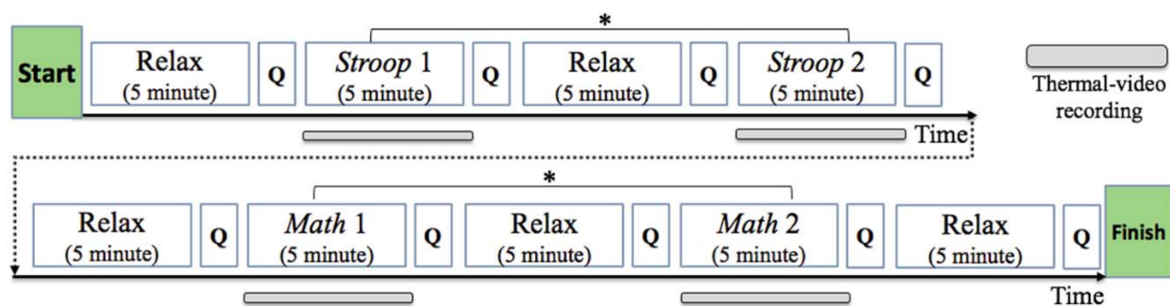 *
Start
Relax
(5 minute)
Q
Stroop 1
(5 minute)
Q
Relax
(5 minute)
Q
Stroop 2
(5 minute)
Q
Thermal-video
recording
Time
*
Relax
(5 minute)
Q
Math 1
(5 minute)
Q
Relax
(5 minute)
Q
Math 2
(5 minute)
Q
Relax
(5 minute)
Q
Finish
Time